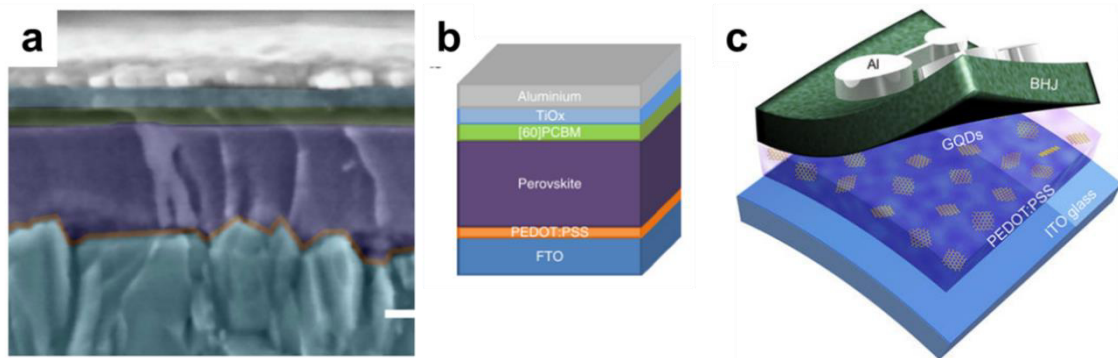 a
b
Aluminium
TiOx
[60]PCBM
Perovskite
PEDOT:PSS
FTO
c
Al
BHJ
GQDs
PEDOT:PSS
ITO glass